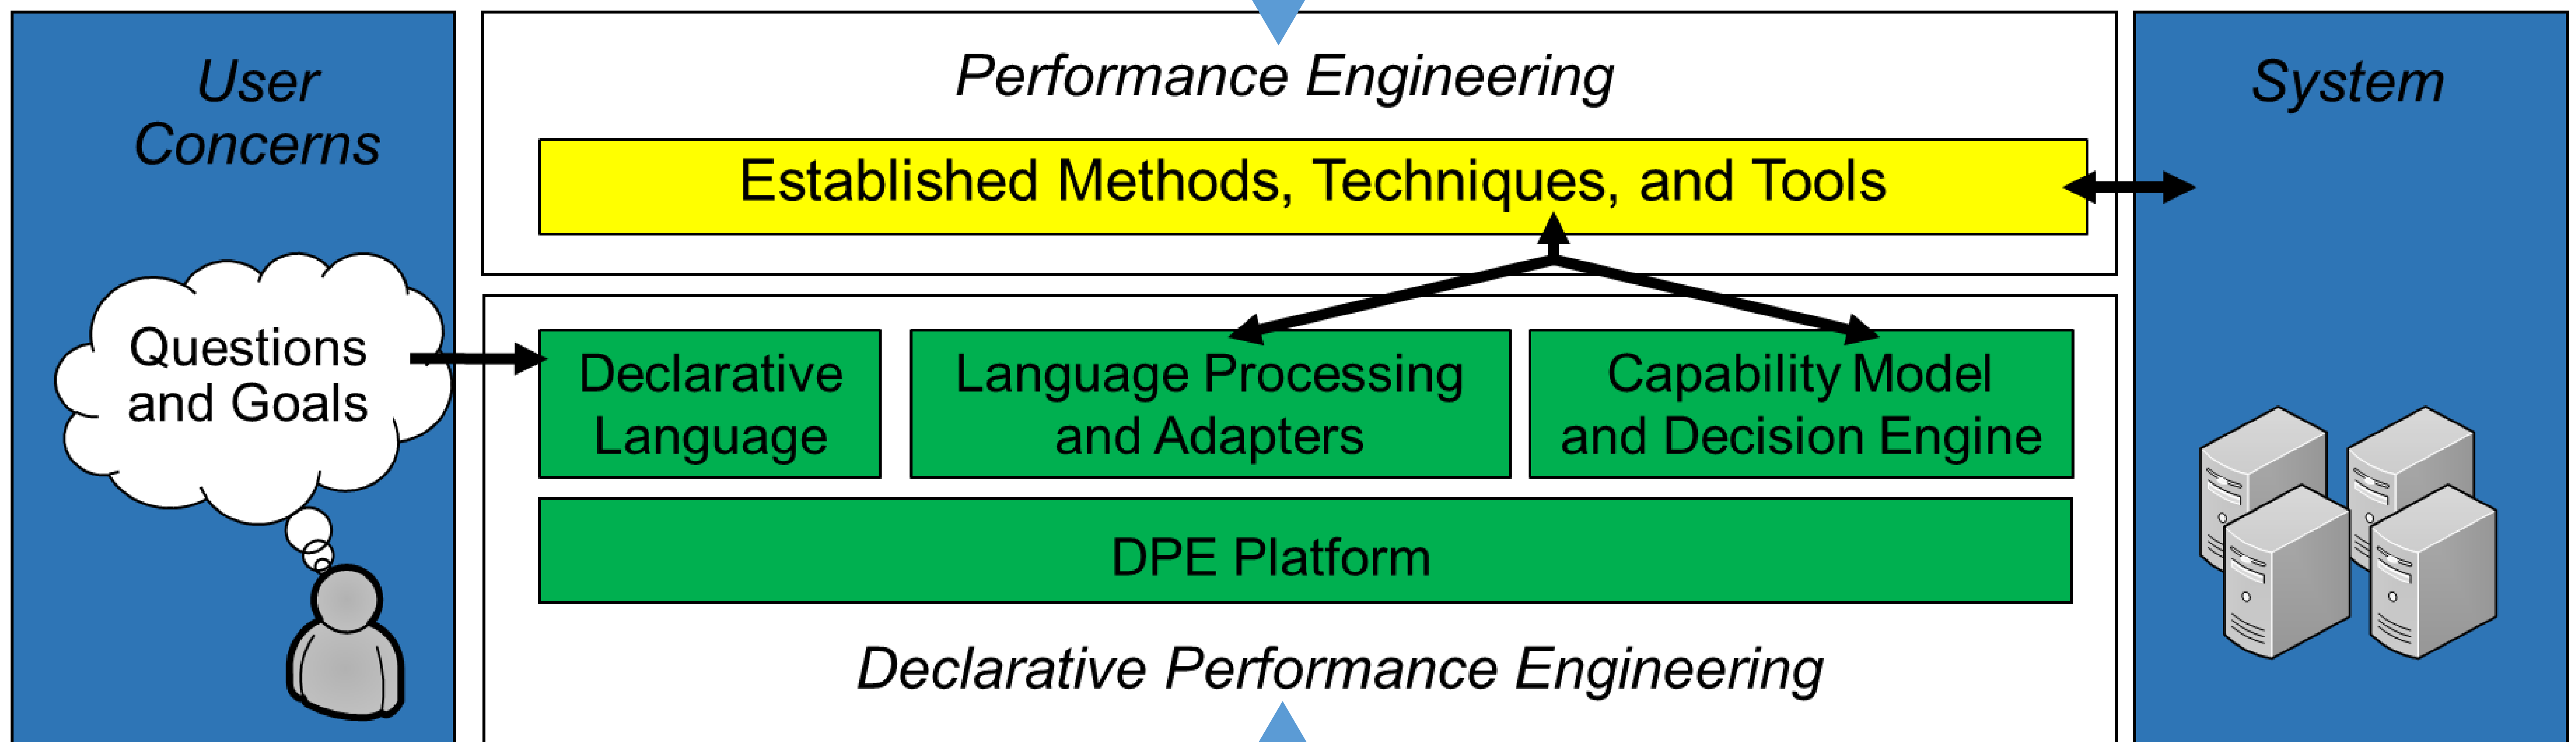 User
Concerns
Questions
and Goals
Performance Engineering
Established Methods, Techniques, and Tools
Declarative
Language
Language Processing
and Adapters
Capability Model
and Decision Engine
DPE Platform
Declarative Performance Engineering
System